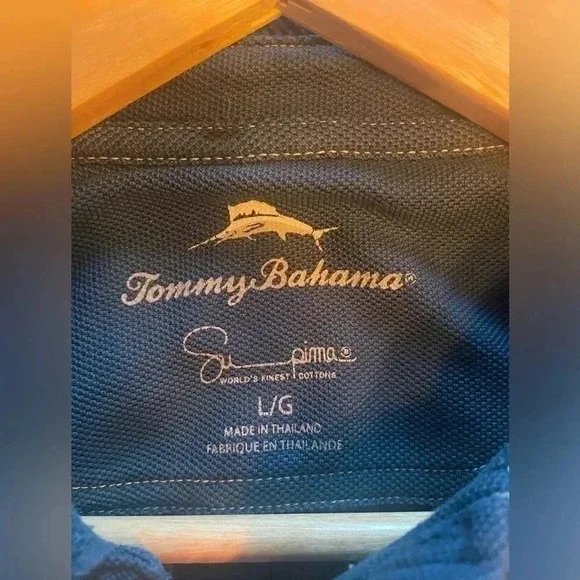 Tommy Bahama®
Supima®
WORLD'S FINEST COTTONS
L/G
MADE IN THAILAND
FABRIQUE EN THAILANDE